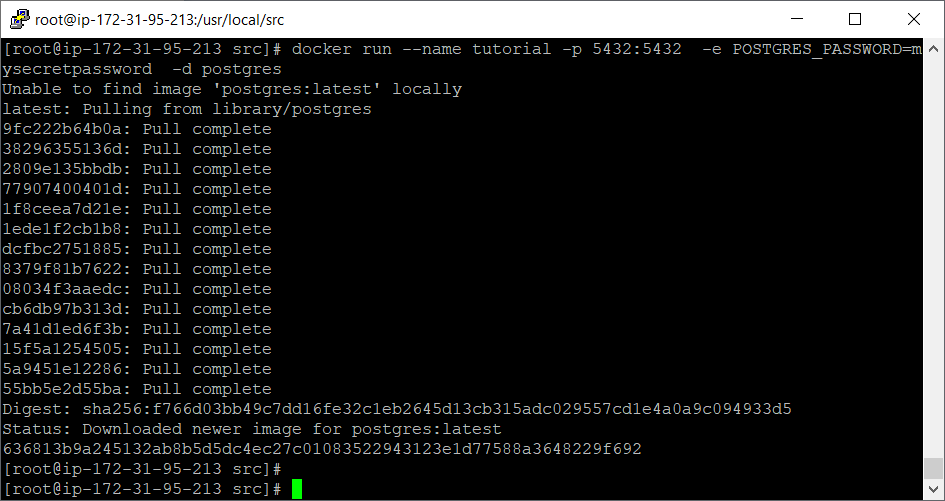 root@ip-172-31-95-213:/usr/local/src
[root@ip-172-31-95-213 src]# docker run --name tutorial -p 5432:5432  -e POSTGRES_PASSWORD=m
ysecretpassword  -d postgres
Unable to find image 'postgres:latest' locally
latest: Pulling from library/postgres
9fc222b64b0a: Pull complete
38296355136d: Pull complete
2809e135bbdb: Pull complete
77907400401d: Pull complete
1f8ceea7d21e: Pull complete
1ede1f2cb1b8: Pull complete
dcfbc2751885: Pull complete
8379f81b7622: Pull complete
08034f3aaedc: Pull complete
cb6db97b313d: Pull complete
7a41d1ed6f3b: Pull complete
15f5a1254505: Pull complete
5a9451e12286: Pull complete
55bb5e2d55ba: Pull complete
Digest: sha256:f766d03bb49c7dd16fe32c1eb2645d13cb315adc029557cd1e4a0a9c094933d5
Status: Downloaded newer image for postgres:latest
636813b9a245132ab8b5d5dc4ec27c01083522943123e1d77588a3648229f692
[root@ip-172-31-95-213 src]#
[root@ip-172-31-95-213 src]#